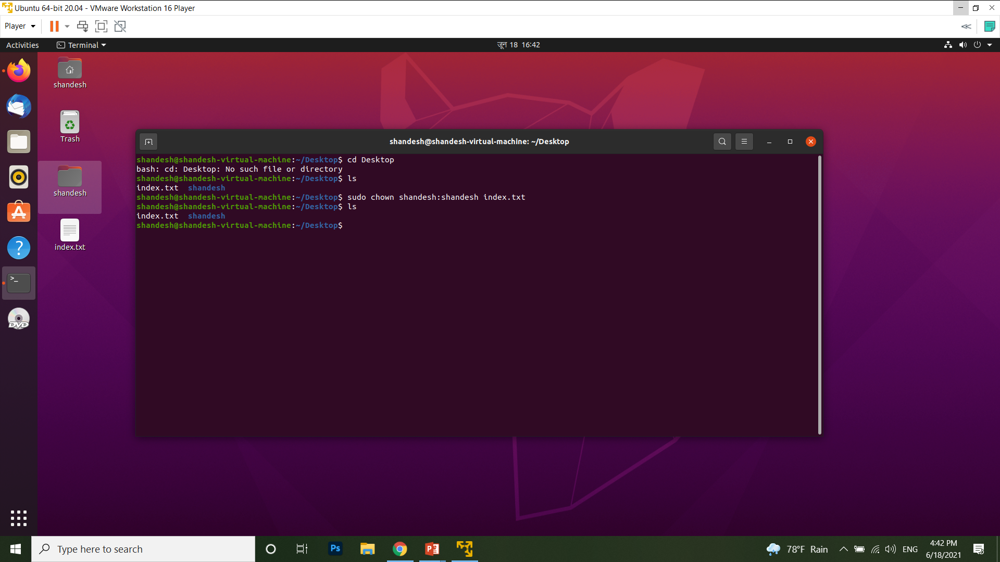 Ubuntu 64-bit 20.04 - VMware Workstation 16 Player
Player
Activities
Terminal
जून 18 16:42
shandesh
Trash
shandesh
index.txt
shandesh@shandesh-virtual-machine: ~/Desktop
shandesh@shandesh-virtual-machine:~/Desktop$ cd Desktop
bash: cd: Desktop: No such file or directory
shandesh@shandesh-virtual-machine:~/Desktop$ ls
index.txt  shandesh
shandesh@shandesh-virtual-machine:~/Desktop$ sudo chown shandesh:shandesh index.txt
shandesh@shandesh-virtual-machine:~/Desktop$ ls
index.txt  shandesh
shandesh@shandesh-virtual-machine:~/Desktop$
>_
DVD
Type here to search
Ps
P
78°F Rain
ENG
4:42 PM
6/18/2021